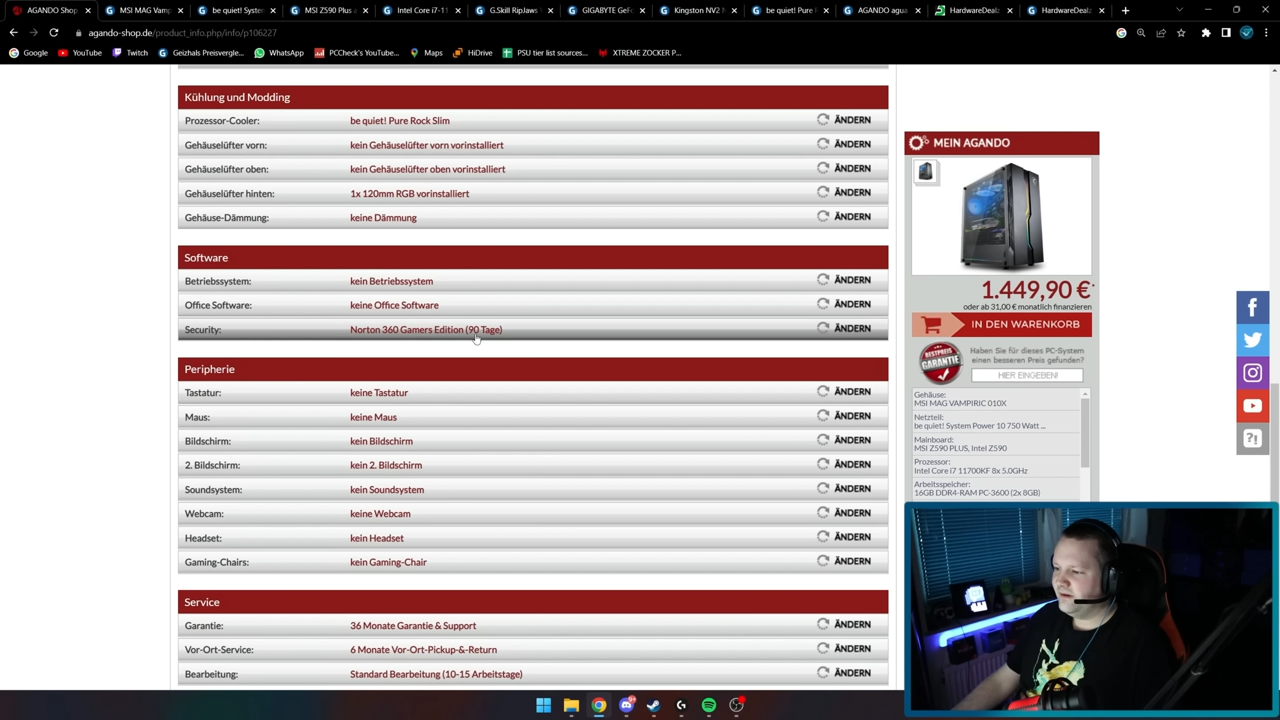 AGANDO Shop
MSI MAG Vamp
be quiet! System
MSI Z590 Plus a
Intel Core i7-11
G.Skill RipJaws
GIGABYTE GeFo
Kingston NV2
be quiet! Pure
AGANDO agua
HardwareDealz
HardwareDealz
agando-shop.de/product_info.php/info/p106227
Google
YouTube
Twitch
Geizhals Preisvergle...
WhatsApp
PCCheck's YouTube...
Maps
HiDrive
PSU tier list sources...
XTREME ZOCKER P...
Kühlung und Modding
Prozessor-Cooler: be quiet! Pure Rock Slim ÄNDERN
Gehäuselüfter vorn: kein Gehäuselüfter vorn vorinstalliert ÄNDERN
Gehäuselüfter oben: kein Gehäuselüfter oben vorinstalliert ÄNDERN
Gehäuselüfter hinten: 1x 120mm RGB vorinstalliert ÄNDERN
Gehäuse-Dämmung: keine Dämmung ÄNDERN
Software
Betriebssystem: kein Betriebssystem ÄNDERN
Office Software: keine Office Software ÄNDERN
Security: Norton 360 Gamers Edition (90 Tage) ÄNDERN
Peripherie
Tastatur: keine Tastatur ÄNDERN
Maus: keine Maus ÄNDERN
Bildschirm: kein Bildschirm ÄNDERN
2. Bildschirm: kein 2. Bildschirm ÄNDERN
Soundsystem: kein Soundsystem ÄNDERN
Webcam: keine Webcam ÄNDERN
Headset: kein Headset ÄNDERN
Gaming-Chairs: kein Gaming-Chair ÄNDERN
Service
Garantie: 36 Monate Garantie & Support ÄNDERN
Vor-Ort-Service: 6 Monate Vor-Ort-Pickup-&-Return ÄNDERN
Bearbeitung: Standard Bearbeitung (10-15 Arbeitstage) ÄNDERN
MEIN AGANDO
1.449,90 €*
oder ab 31,00 € monatlich finanzieren
IN DEN WARENKORB
BESTPREIS
GARANTIE
Haben Sie für dieses PC-System
einen besseren Preis gefunden?
HIER EINGEBEN!
Gehäuse:
MSI MAG VAMPIRIC 010X
Netzteil:
be quiet! System Power 10 750 Watt ...
Mainboard:
MSI Z590 PLUS, Intel Z590
Prozessor:
Intel Core i7 11700KF 8x 5.0GHz
Arbeitsspeicher:
16GB DDR4-RAM PC-3600 (2x 8GB)